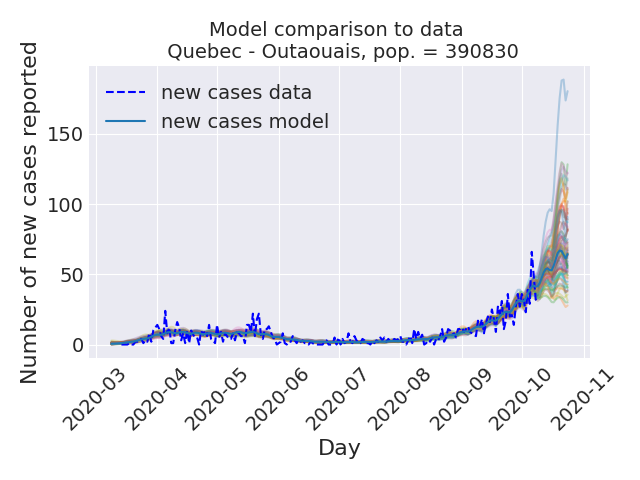 Model comparison to data
Quebec - Outaouais, pop. = 390830
Number of new cases reported
new cases data
new cases model
150
100
50
0
2020-03
2020-04
2020-05
2020-06
2020-07
2020-08
2020-09
2020-10
2020-11
Day